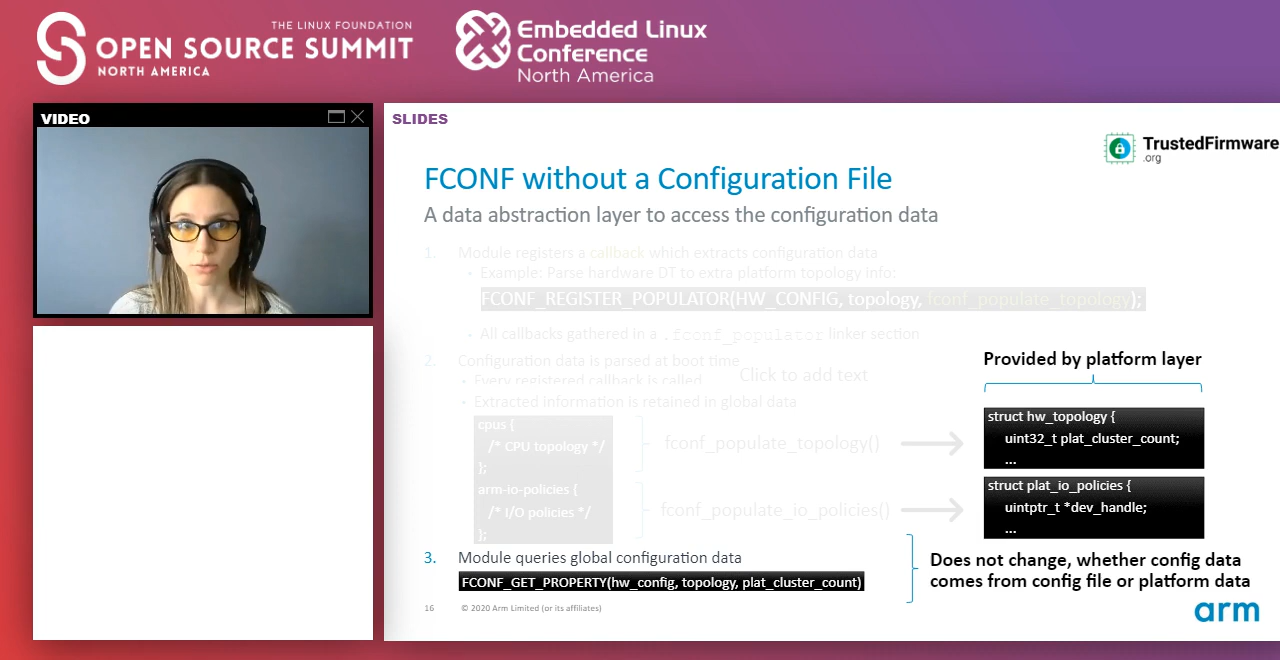 THE LINUX FOUNDATION
OPEN SOURCE SUMMIT
NORTH AMERICA
Embedded Linux
Conference
North America
VIDEO
SLIDES
TrustedFirmware
.org
FCONF without a Configuration File
A data abstraction layer to access the configuration data
1. Module registers a callback which extracts configuration data
• Example: Parse hardware DT to extra platform topology info:
FCONF_REGISTER_POPULATOR(HW_CONFIG, topology, fconf_populate_topology);
• All callbacks gathered in a .fconf_populator linker section
2. Configuration data is parsed at boot time
Click to add text
• Every registered callback is called
• Extracted information is retained in global data
cpus {
/* CPU topology */
};
fconf_populate_topology()
arm-io-policies {
/* I/O policies */
};
fconf_populate_io_policies()
Provided by platform layer
struct hw_topology {
uint32_t plat_cluster_count;
...
struct plat_io_policies {
uintptr_t *dev_handle;
...
3. Module queries global configuration data
FCONF_GET_PROPERTY(hw_config, topology, plat_cluster_count)
Does not change, whether config data
comes from config file or platform data
16 © 2020 Arm Limited (or its affiliates)
arm